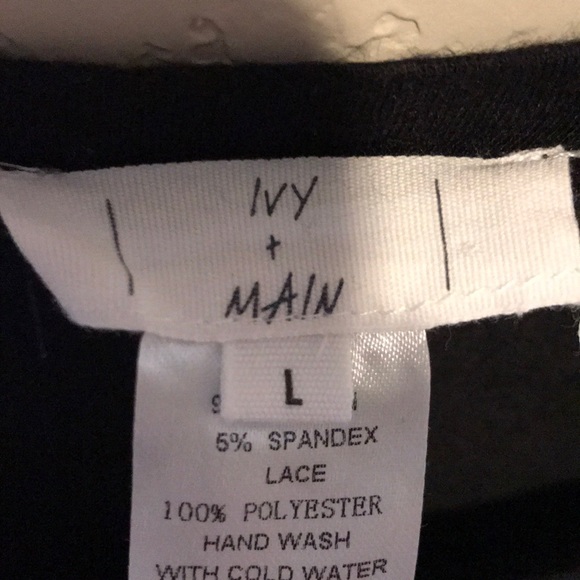 IVY
+
MAIN
L
5% SPANDEX
LACE
100% POLYESTER
HAND WASH
WITH COLD WATER